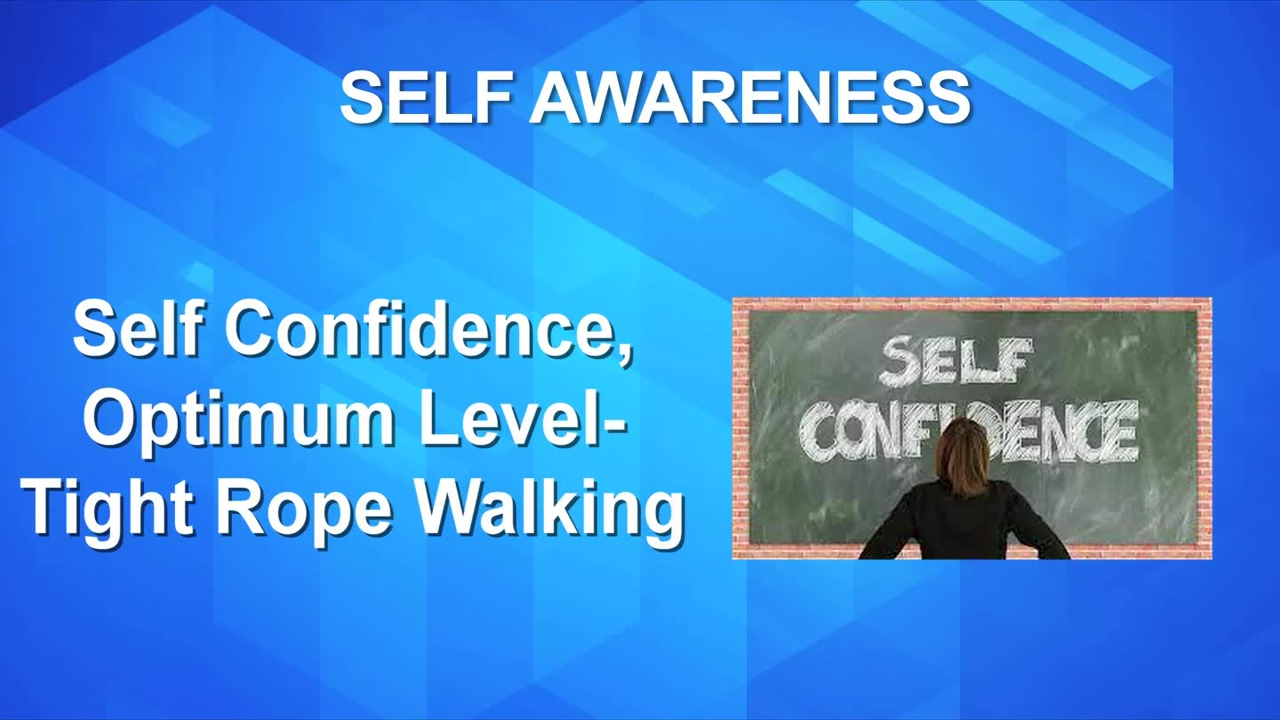 SELF AWARENESS
Self Confidence,
Optimum Level-
Tight Rope Walking
SELF
CONFIDENCE